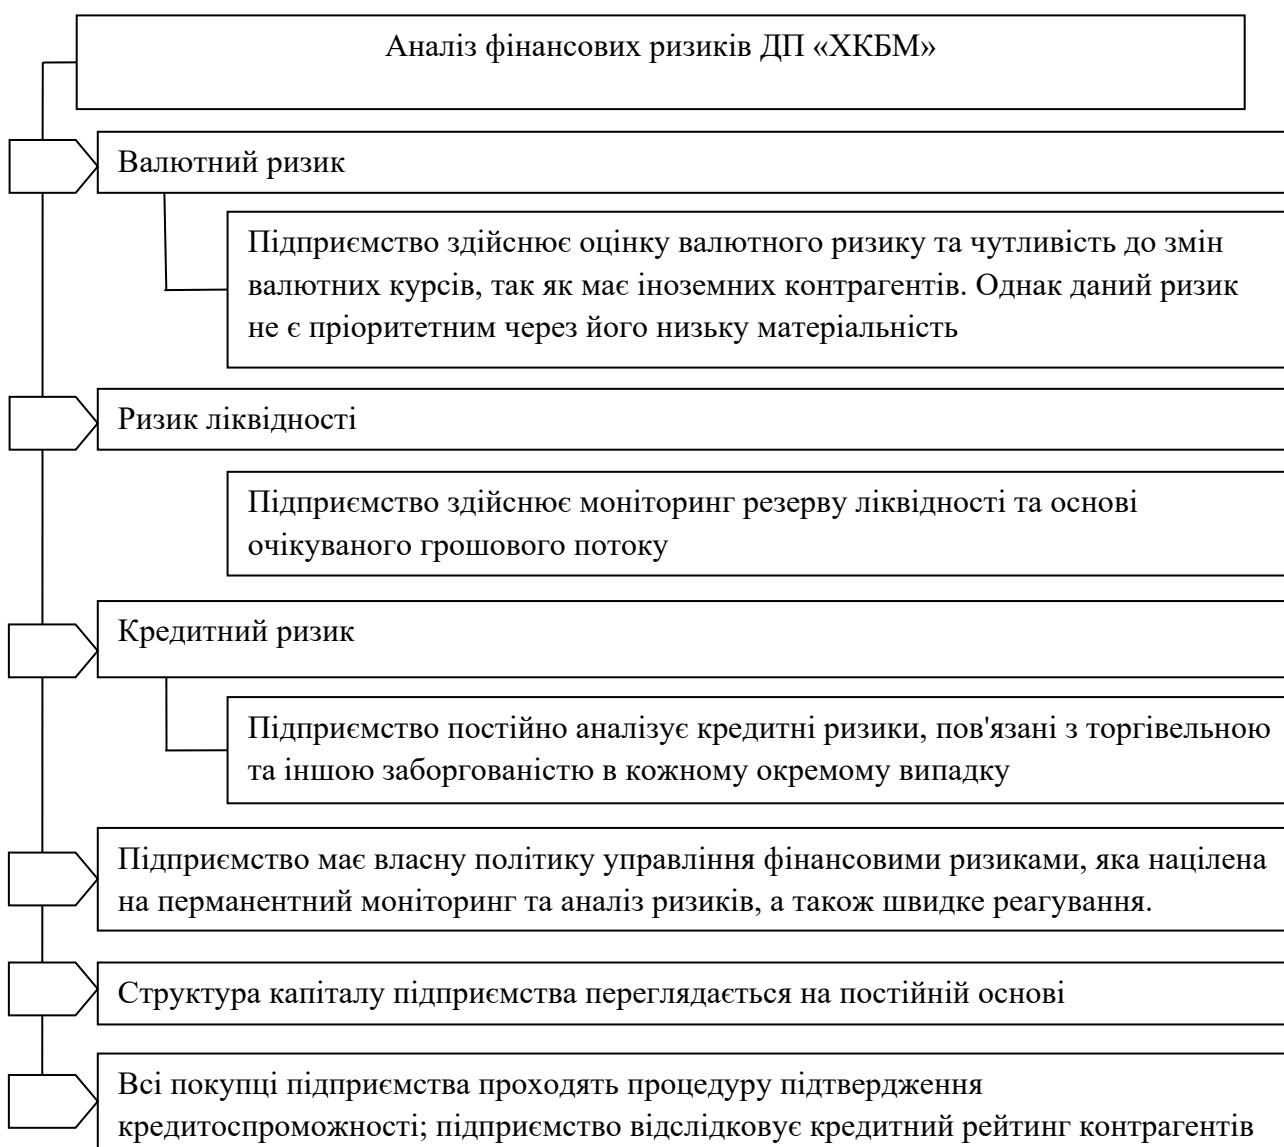 Аналіз фінансових ризиків ДП «ХКБМ»
Валютний ризик
Підприємство здійснює оцінку валютного ризику та чутливість до змін
валютних курсів, так як має іноземних контрагентів. Однак даний ризик
не є пріоритетним через його низьку матеріальність
Ризик ліквідності
Підприємство здійснює моніторинг резерву ліквідності та основі
очікуваного грошового потоку
Кредитний ризик
Підприємство постійно аналізує кредитні ризики, пов'язані з торгівельною
та іншою заборгованістю в кожному окремому випадку
Підприємство має власну політику управління фінансовими ризиками, яка націлена
на перманентний моніторинг та аналіз ризиків, а також швидке реагування.
Структура капіталу підприємства переглядається на постійній основі
Всі покупці підприємства проходять процедуру підтвердження
кредитоспроможності; підприємство відслідковує кредитний рейтинг контрагентів